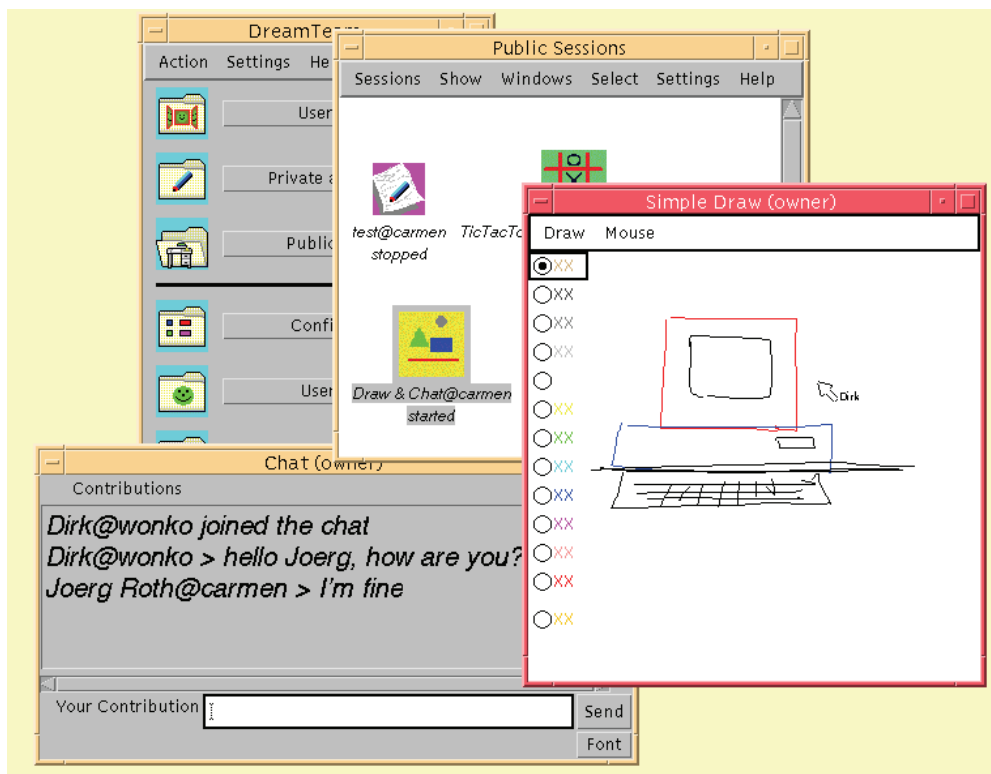 DreamTeam
Action Settings He
User
Private a
Public
Confi
User
Public Sessions
Sessions Show Windows Select Settings Help
test@carmen
stopped
TicTacTo
Draw & Chat@carmen
started
Simple Draw (owner)
Draw Mouse
XX
XX
XX
XX
XX
XX
XX
XX
XX
XX
XX
XX
Dirk
Chat (owner)
Contributions
Dirk@wonko joined the chat
Dirk@wonko > hello Joerg, how are you?
Joerg Roth@carmen > I'm fine
Your Contribution
Send
Font